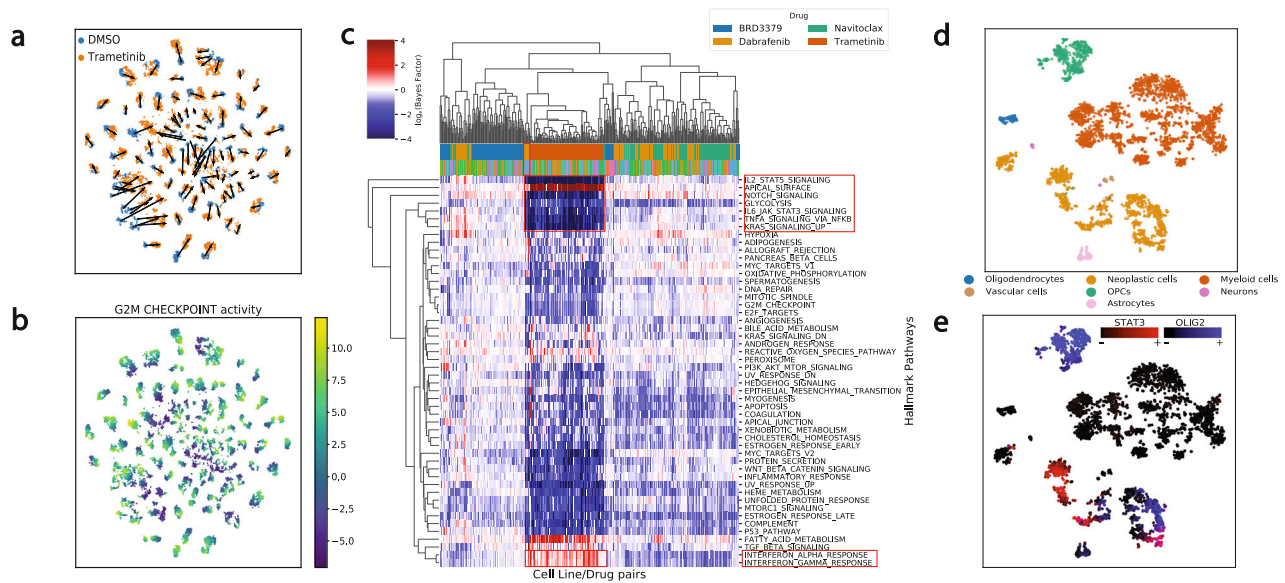 a
DMSO
Trametinib
b
G2M CHECKPOINT activity
10.0
7.5
5.0
2.5
0.0
−2.5
−5.0
c
4
2
0
−2
−4
logₑ(Bayes Factor)
Drug
BRD3379
Navitoclax
Dabrafenib
Trametinib
IL2_STAT5_SIGNALING
APICAL_SURFACE
NOTCH_SIGNALING
GLYCOLYSIS
IL6_JAK_STAT3_SIGNALING
TNFA_SIGNALING_VIA_NFKB
KRAS_SIGNALING_UP
HYPOXIA
ADIPOGENESIS
ALLOGRAFT_REJECTION
PANCREAS_BETA_CELLS
MYC_TARGETS_V1
OXIDATIVE_PHOSPHORYLATION
SPERMATOGENESIS
DNA_REPAIR
MITOTIC_SPINDLE
G2M_CHECKPOINT
E2F_TARGETS
ANGIOGENESIS
BILE_ACID_METABOLISM
KRAS_SIGNALING_DN
ANDROGEN_RESPONSE
REACTIVE_OXYGEN_SPECIES_PATHWAY
PEROXISOME
PI3K_AKT_MTOR_SIGNALING
UV_RESPONSE_DN
HEDGEHOG_SIGNALING
EPITHELIAL_MESENCHYMAL_TRANSITION
MYOGENESIS
APOPTOSIS
COAGULATION
APICAL_JUNCTION
XENOBIOTIC_METABOLISM
CHOLESTEROL_HOMEOSTASIS
ESTROGEN_RESPONSE_EARLY
MYC_TARGETS_V2
PROTEIN_SECRETION
WNT_BETA_CATENIN_SIGNALING
INFLAMMATORY_RESPONSE
UV_RESPONSE_UP
HEME_METABOLISM
UNFOLDED_PROTEIN_RESPONSE
MTORC1_SIGNALING
ESTROGEN_RESPONSE_LATE
COMPLEMENT
P53_PATHWAY
FATTY_ACID_METABOLISM
TGF_BETA_SIGNALING
INTERFERON_ALPHA_RESPONSE
INTERFERON_GAMMA_RESPONSE
Hallmark Pathways
Cell Line/Drug pairs
d
Oligodendrocytes
Neoplastic cells
Myeloid cells
Vascular cells
OPCs
Neurons
Astrocytes
e
STAT3
OLIG2
− + − +